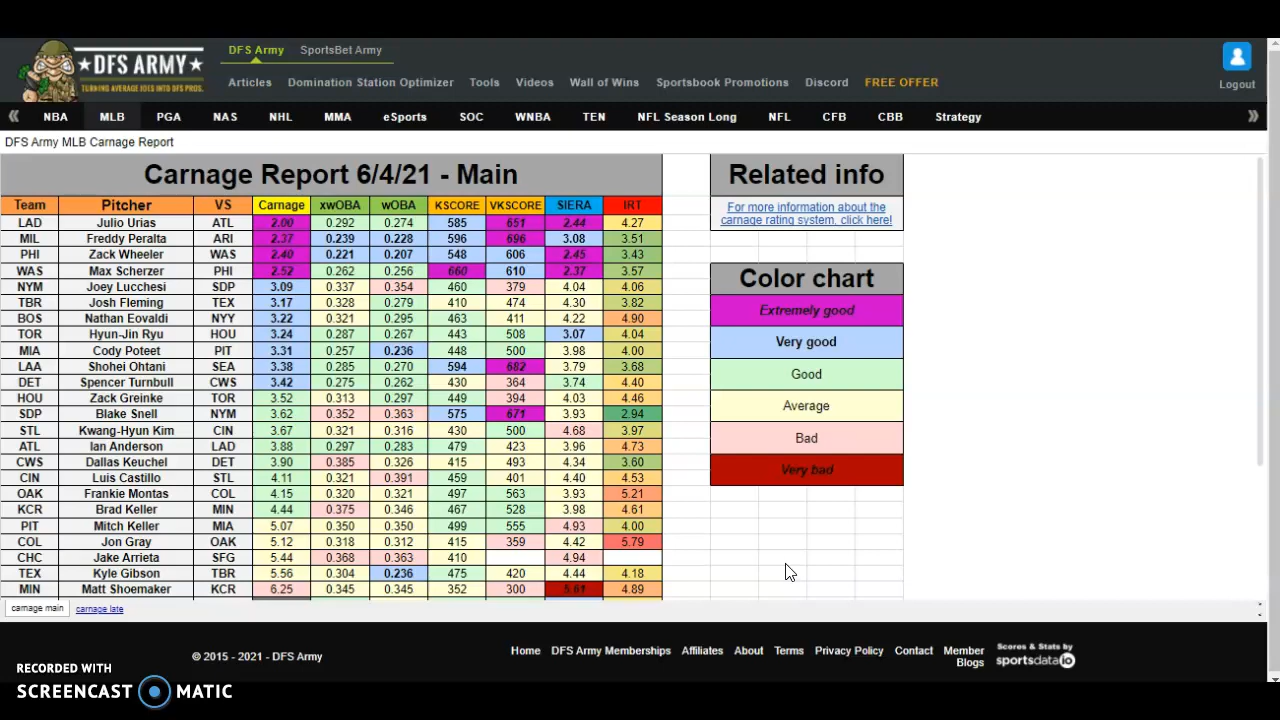 DFS Army SportsBet Army
★DFS ARMY★
TURNING AVERAGE JOES INTO DFS PROS.
Articles Domination Station Optimizer Tools Videos Wall of Wins Sportsbook Promotions Discord FREE OFFER Logout
NBA MLB PGA NAS NHL MMA eSports SOC WNBA TEN NFL Season Long NFL CFB CBB Strategy
DFS Army MLB Carnage Report
Carnage Report 6/4/21 - Main
Team Pitcher VS Carnage xwOBA wOBA KSCORE VKSCORE SIERA IRT
LAD Julio Urias ATL 2.00 0.292 0.274 585 651 2.44 4.27
MIL Freddy Peralta ARI 2.37 0.239 0.228 596 696 3.08 3.51
PHI Zack Wheeler WAS 2.40 0.221 0.207 548 606 2.45 3.43
WAS Max Scherzer PHI 2.52 0.262 0.256 660 610 2.37 3.57
NYM Joey Lucchesi SDP 3.09 0.337 0.354 460 379 4.04 4.06
TBR Josh Fleming TEX 3.17 0.328 0.279 410 474 4.30 3.82
BOS Nathan Eovaldi NYY 3.22 0.321 0.295 463 411 4.22 4.90
TOR Hyun-Jin Ryu HOU 3.24 0.287 0.267 443 508 3.07 4.04
MIA Cody Poteet PIT 3.31 0.257 0.236 448 500 3.98 4.00
LAA Shohei Ohtani SEA 3.38 0.285 0.270 594 682 3.79 3.68
DET Spencer Turnbull CWS 3.42 0.275 0.262 430 364 3.74 4.40
HOU Zack Greinke TOR 3.52 0.313 0.297 449 394 4.03 4.46
SDP Blake Snell NYM 3.62 0.352 0.363 575 671 3.93 2.94
STL Kwang-Hyun Kim CIN 3.67 0.321 0.316 430 500 4.68 3.97
ATL Ian Anderson LAD 3.88 0.297 0.283 479 423 3.96 4.73
CWS Dallas Keuchel DET 3.90 0.385 0.326 415 493 4.34 3.60
CIN Luis Castillo STL 4.11 0.321 0.391 459 401 4.40 4.53
OAK Frankie Montas COL 4.15 0.320 0.321 497 563 3.93 5.21
KCR Brad Keller MIN 4.44 0.375 0.346 467 528 3.98 4.61
PIT Mitch Keller MIA 5.07 0.350 0.350 499 555 4.93 4.00
COL Jon Gray OAK 5.12 0.318 0.312 415 359 4.42 5.79
CHC Jake Arrieta SFG 5.44 0.368 0.363 410 4.94
TEX Kyle Gibson TBR 5.56 0.304 0.236 475 420 4.44 4.18
MIN Matt Shoemaker KCR 6.25 0.345 0.345 352 300 5.01 4.89
Related info
For more information about the
carnage rating system, click here!
Color chart
Extremely good
Very good
Good
Average
Bad
Very bad
carnage main carnage late
© 2015 - 2021 - DFS Army
Home DFS Army Memberships Affiliates About Terms Privacy Policy Contact Member
Blogs
Scores & Stats by
sportsdataio
RECORDED WITH
SCREENCAST MATIC